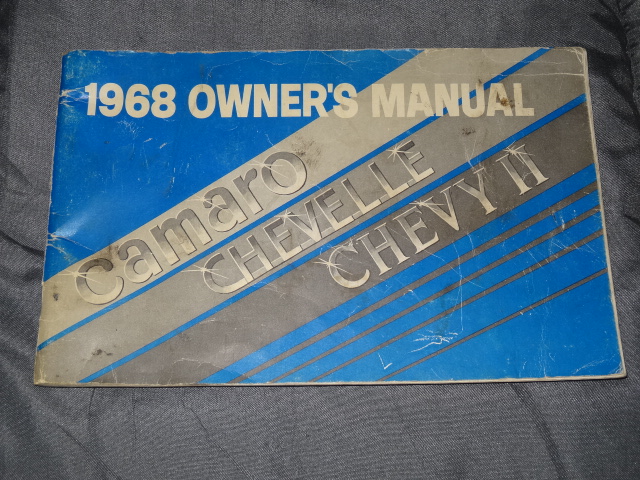 1968 OWNER'S MANUAL
Camaro
CHEVELLE
CHEVY II